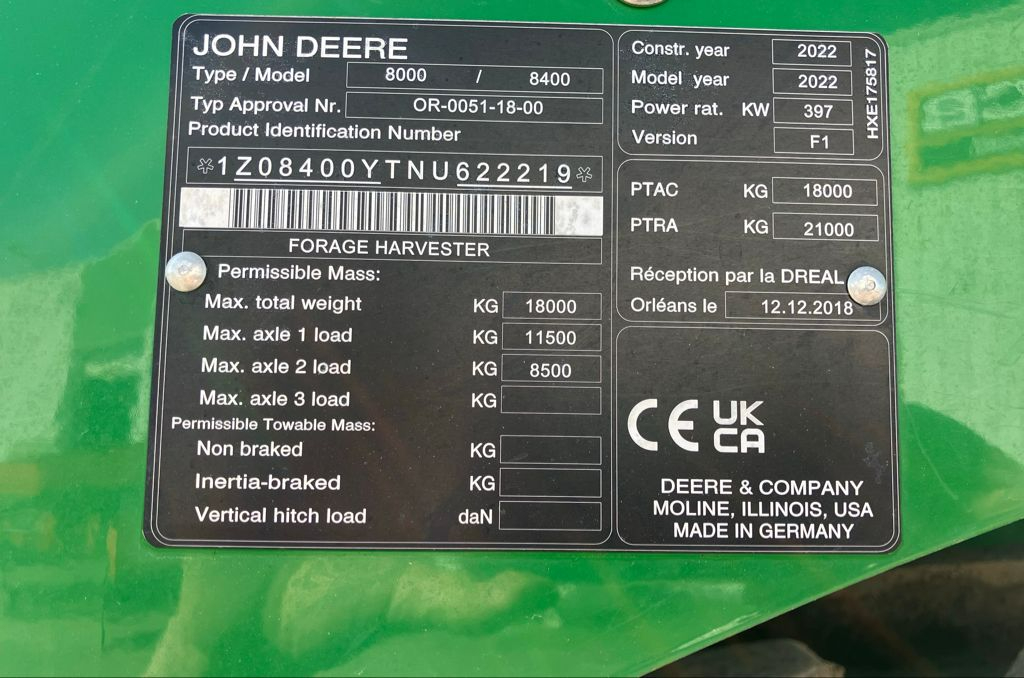 JOHN DEERE
Type / Model 8000 / 8400
Typ Approval Nr. OR-0051-18-00
Product Identification Number
*1Z08400YTNU622219*
FORAGE HARVESTER
Permissible Mass:
Max. total weight KG 18000
Max. axle 1 load KG 11500
Max. axle 2 load KG 8500
Max. axle 3 load KG
Permissible Towable Mass:
Non braked KG
Inertia-braked KG
Vertical hitch load daN
Constr. year 2022
Model year 2022
Power rat. KW 397
Version F1
HXE175817
PTAC KG 18000
PTRA KG 21000
Réception par la DREAL
Orléans le 12.12.2018
CE UK
CA
DEERE & COMPANY
MOLINE, ILLINOIS, USA
MADE IN GERMANY